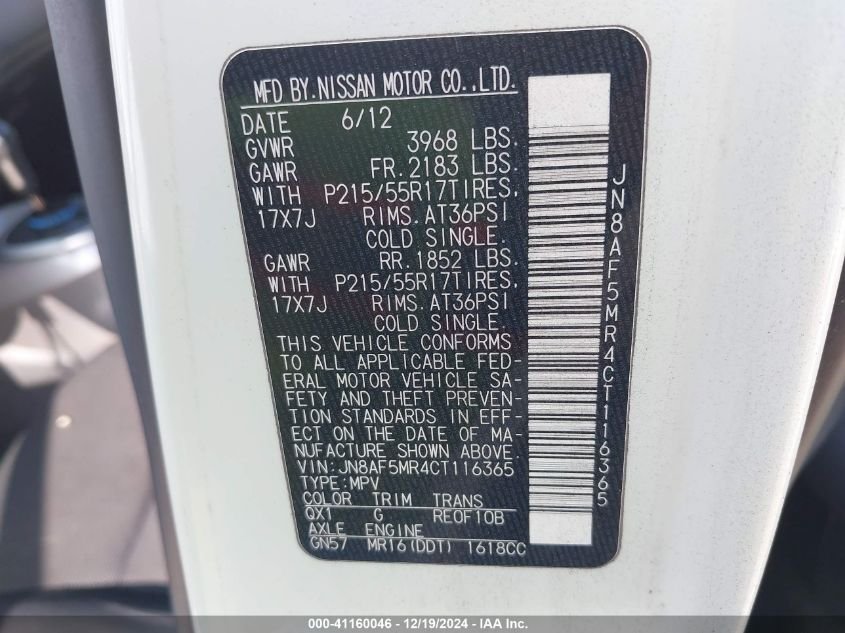 MFD BY.NISSAN MOTOR CO.,LTD.
DATE 6/12
GVWR 3968 LBS.
GAWR FR.2183 LBS.
WITH P215/55R17TIRES,
17X7J RIMS.AT36PSI
COLD SINGLE.
GAWR RR.1852 LBS.
WITH P215/55R17TIRES,
17X7J RIMS.AT36PSI
COLD SINGLE.
THIS VEHICLE CONFORMS
TO ALL APPLICABLE FED-
ERAL MOTOR VEHICLE SA-
FETY AND THEFT PREVEN-
TION STANDARDS IN EFF-
ECT ON THE DATE OF MA-
NUFACTURE SHOWN ABOVE.
VIN:JN8AF5MR4CT116365
TYPE:MPV
COLOR TRIM TRANS
QX1 G RE0F10B
AXLE ENGINE
GN57 MR16(DDT) 1618CC
JN8AF5MR4CT116365
000-41160046 - 12/19/2024 - IAA Inc.